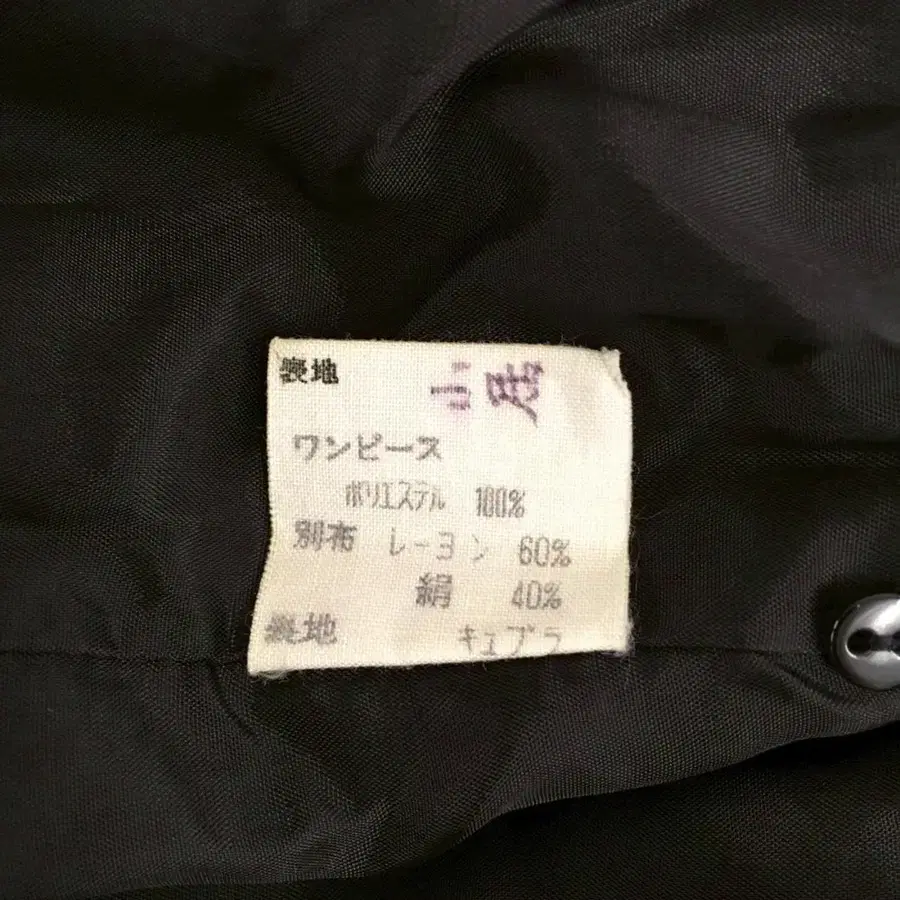 表地
ワンピース
ポリエステル 100%
別布 レーヨン 60%
絹 40%
裏地 キュプラ